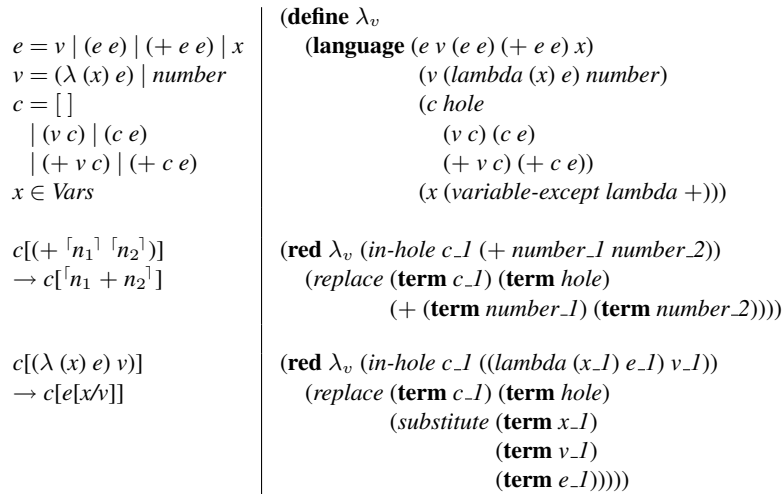 (define λv
e = v | (e e) | (+ e e) | x (language (e v (e e) (+ e e) x)
v = (λ (x) e) | number (v (lambda (x) e) number)
c = [ ] (c hole
| (v c) | (c e) (v c) (c e)
| (+ v c) | (+ c e) (+ v c) (+ c e))
x ∈ Vars (x (variable-except lambda +)))
c[(+ ⌈n1⌉ ⌈n2⌉)] (red λv (in-hole c_1 (+ number_1 number_2))
→ c[⌈n1 + n2⌉] (replace (term c_1) (term hole)
(+ (term number_1) (term number_2))))
c[(λ (x) e) v)] (red λv (in-hole c_1 ((lambda (x_1) e_1) v_1))
→ c[e[x/v]] (replace (term c_1) (term hole)
(substitute (term x_1)
(term v_1)
(term e_1)))))